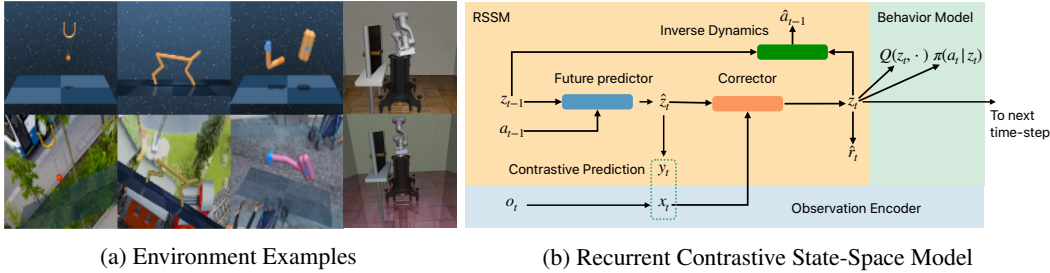 RSSM
Behavior Model
Inverse Dynamics
â_{t−1}
Q(z_t, ·) π(a_t|z_t)
Future predictor
Corrector
z_{t−1}
ẑ_t
z_t
a_{t−1}
To next
time-step
r̂_t
Contrastive Prediction
y_t
o_t
x_t
Observation Encoder
(a) Environment Examples
(b) Recurrent Contrastive State-Space Model